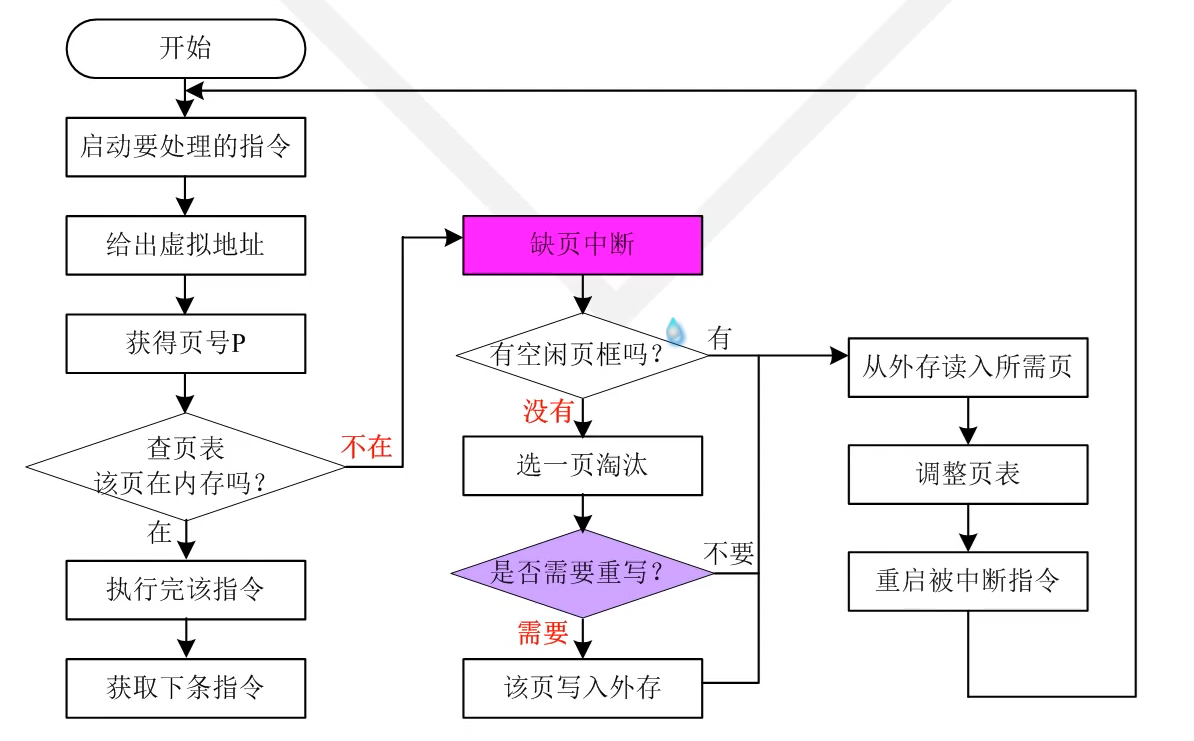 开始
启动要处理的指令
给出虚拟地址
获得页号P
查页表
该页在内存吗?
不在
在
执行完该指令
获取下条指令
缺页中断
有空闲页框吗?
有
没有
选一页淘汰
是否需要重写?
不要
需要
该页写入外存
从外存读入所需页
调整页表
重启被中断指令